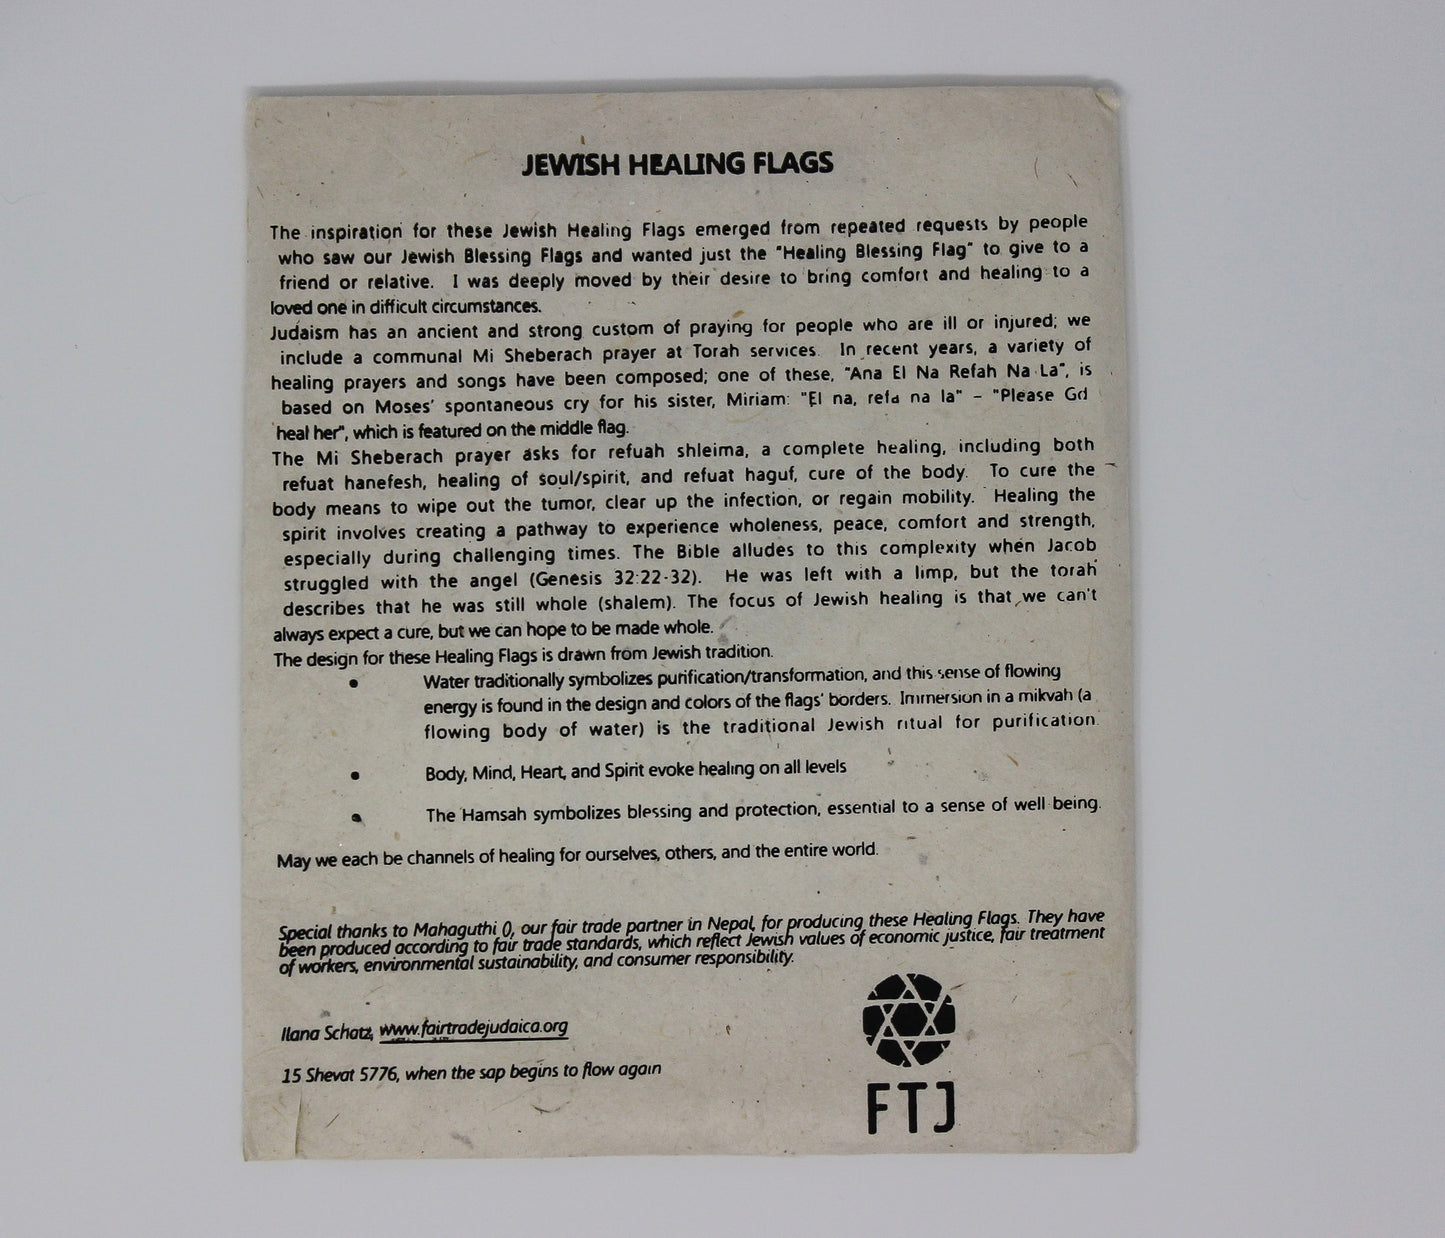 JEWISH HEALING FLAGS
The inspiration for these Jewish Healing Flags emerged from repeated requests by people
who saw our Jewish Blessing Flags and wanted just the "Healing Blessing Flag" to give to a
friend or relative. I was deeply moved by their desire to bring comfort and healing to a
loved one in difficult circumstances.
Judaism has an ancient and strong custom of praying for people who are ill or injured; we
include a communal Mi Sheberach prayer at Torah services. In recent years, a variety of
healing prayers and songs have been composed; one of these, "Ana El Na Refah Na La", is
based on Moses' spontaneous cry for his sister, Miriam: "El na, refa na la" – "Please Gd
heal her", which is featured on the middle flag.
The Mi Sheberach prayer asks for refuah shleima, a complete healing, including both
refuat hanefesh, healing of soul/spirit, and refuat haguf, cure of the body. To cure the
body means to wipe out the tumor, clear up the infection, or regain mobility. Healing the
spirit involves creating a pathway to experience wholeness, peace, comfort and strength,
especially during challenging times. The Bible alludes to this complexity when Jacob
struggled with the angel (Genesis 32:22-32). He was left with a limp, but the torah
describes that he was still whole (shalem). The focus of Jewish healing is that we can't
always expect a cure, but we can hope to be made whole.
The design for these Healing Flags is drawn from Jewish tradition.
• Water traditionally symbolizes purification/transformation, and this sense of flowing
energy is found in the design and colors of the flags' borders. Immersion in a mikvah (a
flowing body of water) is the traditional Jewish ritual for purification.
• Body, Mind, Heart, and Spirit evoke healing on all levels
• The Hamsah symbolizes blessing and protection, essential to a sense of well being.
May we each be channels of healing for ourselves, others, and the entire world.
Special thanks to Mahaguthi (), our fair trade partner in Nepal, for producing these Healing Flags. They have
been produced according to fair trade standards, which reflect Jewish values of economic justice, fair treatment
of workers, environmental sustainability, and consumer responsibility.
Ilana Schatz, www.fairtradejudaica.org
15 Shevat 5776, when the sap begins to flow again
FTJ